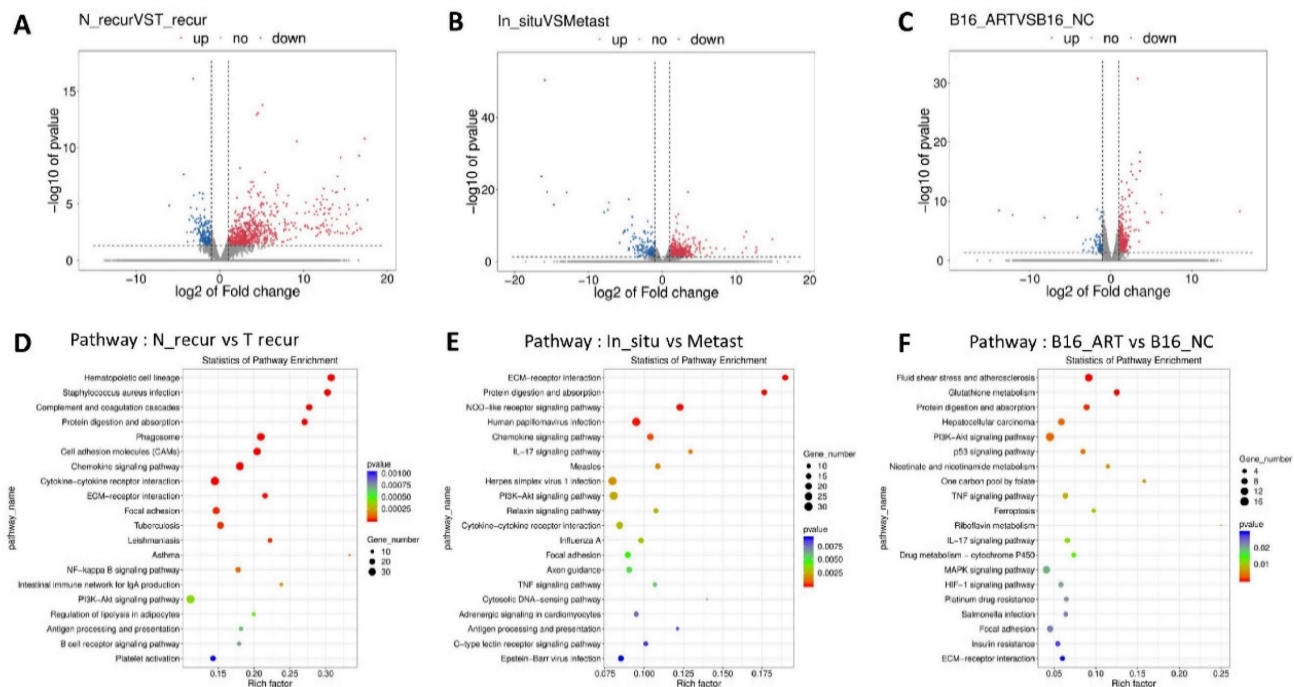 A
N_recurVST_recur
· up · no · down
15
10
5
0
−10
0
10
20
−log10 of pvalue
log2 of Fold change
B
In_situVSMetast
· up · no · down
40
20
0
−20
−10
0
10
20
−log10 of pvalue
log2 of Fold change
C
B16_ARTVSB16_NC
· up · no · down
30
20
10
0
−10
0
10
−log10 of pvalue
log2 of Fold change
D
Pathway : N_recur vs T recur
Statistics of Pathway Enrichment
pathway_name
Hematopoietic cell lineage
Staphylococcus aureus infection
Complement and coagulation cascades
Protein digestion and absorption
Phagosome
Cell adhesion molecules (CAMs)
Chemokine signaling pathway
Cytokine−cytokine receptor interaction
ECM−receptor interaction
Focal adhesion
Tuberculosis
Leishmaniasis
Asthma
NF−kappa B signaling pathway
Intestinal immune network for IgA production
PI3K−Akt signaling pathway
Regulation of lipolysis in adipocytes
Antigen processing and presentation
B cell receptor signaling pathway
Platelet activation
0.15
0.20
0.25
0.30
Rich factor
pvalue
0.00100
0.00075
0.00050
0.00025
Gene_number
10
20
30
E
Pathway : In_situ vs Metast
Statistics of Pathway Enrichment
pathway_name
ECM−receptor interaction
Protein digestion and absorption
NOD−like receptor signaling pathway
Human papillomavirus infection
Chemokine signaling pathway
IL−17 signaling pathway
Measles
Herpes simplex virus 1 infection
PI3K−Akt signaling pathway
Relaxin signaling pathway
Cytokine−cytokine receptor interaction
Influenza A
Focal adhesion
Axon guidance
TNF signaling pathway
Cytosolic DNA−sensing pathway
Adrenergic signaling in cardiomyocytes
Antigen processing and presentation
C−type lectin receptor signaling pathway
Epstein−Barr virus infection
0.075
0.100
0.125
0.150
0.175
Rich factor
Gene_number
10
15
20
25
30
pvalue
0.0075
0.0050
0.0025
F
Pathway : B16_ART vs B16_NC
Statistics of Pathway Enrichment
pathway_name
Fluid shear stress and atherosclerosis
Glutathione metabolism
Protein digestion and absorption
Hepatocellular carcinoma
PI3K−Akt signaling pathway
p53 signaling pathway
Nicotinate and nicotinamide metabolism
One carbon pool by folate
TNF signaling pathway
Ferroptosis
Riboflavin metabolism
IL−17 signaling pathway
Drug metabolism − cytochrome P450
MAPK signaling pathway
HIF−1 signaling pathway
Platinum drug resistance
Salmonella infection
Focal adhesion
Insulin resistance
ECM−receptor interaction
0.05
0.10
0.15
0.20
0.25
Rich factor
Gene_number
4
8
12
16
pvalue
0.02
0.01